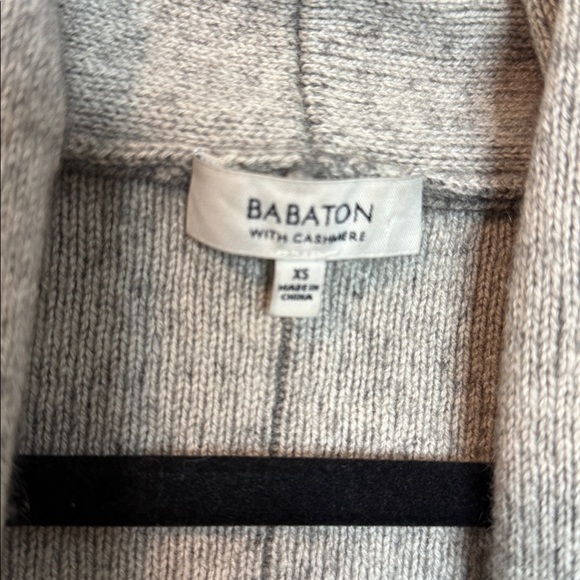 BABATON
WITH CASHMERE
XS
MADE IN
CHINA